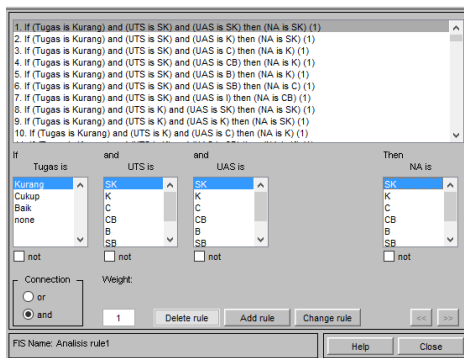 1. If (Tugas is Kurang) and (UTS is SK) and (UAS is SK) then (NA is SK) (1)
2. If (Tugas is Kurang) and (UTS is SK) and (UAS is K) then (NA is SK) (1)
3. If (Tugas is Kurang) and (UTS is SK) and (UAS is C) then (NA is K) (1)
4. If (Tugas is Kurang) and (UTS is SK) and (UAS is CB) then (NA is K) (1)
5. If (Tugas is Kurang) and (UTS is SK) and (UAS is B) then (NA is K) (1)
6. If (Tugas is Kurang) and (UTS is SK) and (UAS is SB) then (NA is C) (1)
7. If (Tugas is Kurang) and (UTS is SK) and (UAS is I) then (NA is CB) (1)
8. If (Tugas is Kurang) and (UTS is K) and (UAS is SK) then (NA is SK) (1)
9. If (Tugas is Kurang) and (UTS is K) and (UAS is K) then (NA is SK) (1)
10. If (Tugas is Kurang) and (UTS is K) and (UAS is C) then (NA is K) (1)
If and and Then
Tugas is UTS is UAS is NA is
Kurang SK SK SK
Cukup K K K
Baik C C C
none CB CB CB
B B B
SB SB SB
not not not not
Connection Weight:
or
and 1 Delete rule Add rule Change rule << >>
FIS Name: Analisis rule1 Help Close